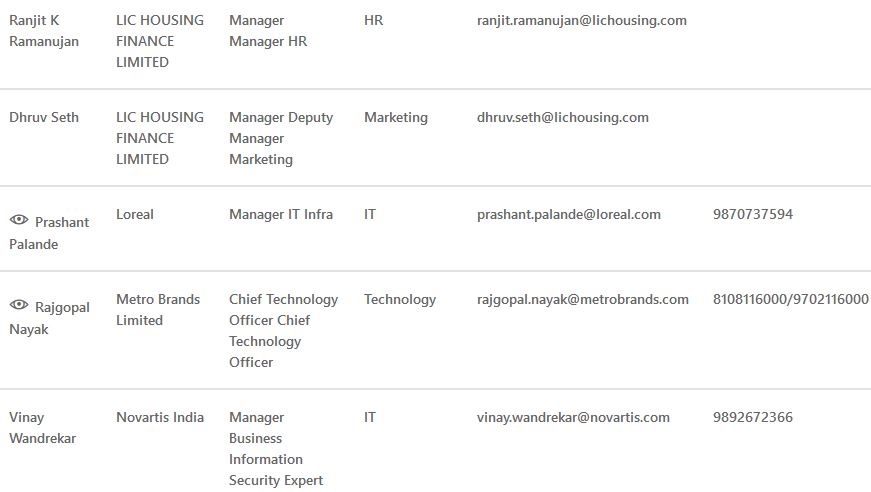 Ranjit K Ramanujan LIC HOUSING FINANCE LIMITED Manager Manager HR HR ranjit.ramanujan@lichousing.com
Dhruv Seth LIC HOUSING FINANCE LIMITED Manager Deputy Manager Marketing Marketing dhruv.seth@lichousing.com
Prashant Palande Loreal Manager IT Infra IT prashant.palande@loreal.com 9870737594
Rajgopal Nayak Metro Brands Limited Chief Technology Officer Chief Technology Officer Technology rajgopal.nayak@metrobrands.com 8108116000/9702116000
Vinay Wandrekar Novartis India Manager Business Information Security Expert IT vinay.wandrekar@novartis.com 9892672366